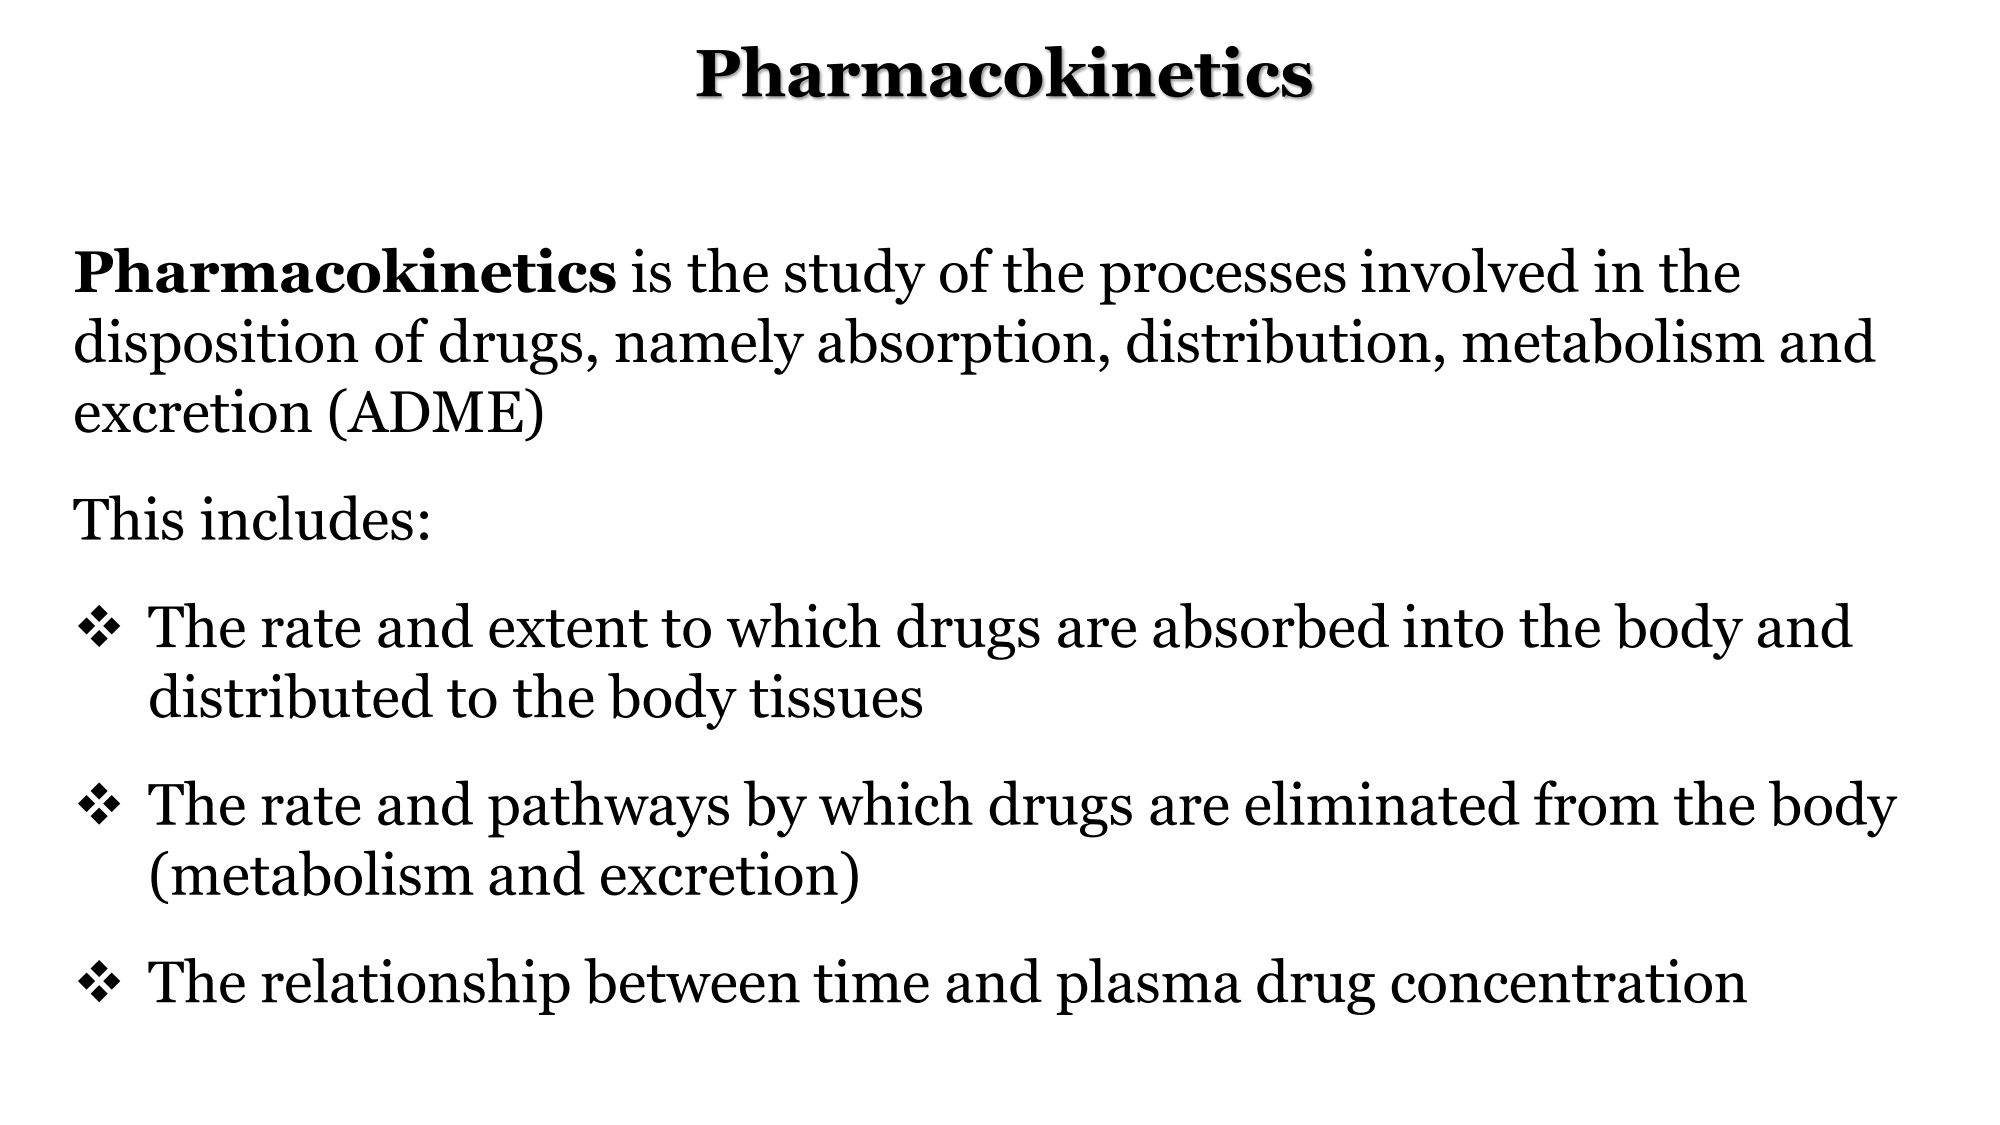 Pharmacokinetics
Pharmacokinetics is the study of the processes involved in the
disposition of drugs, namely absorption, distribution, metabolism and
excretion (ADME)
This includes:
❖ The rate and extent to which drugs are absorbed into the body and
distributed to the body tissues
❖ The rate and pathways by which drugs are eliminated from the body
(metabolism and excretion)
❖ The relationship between time and plasma drug concentration